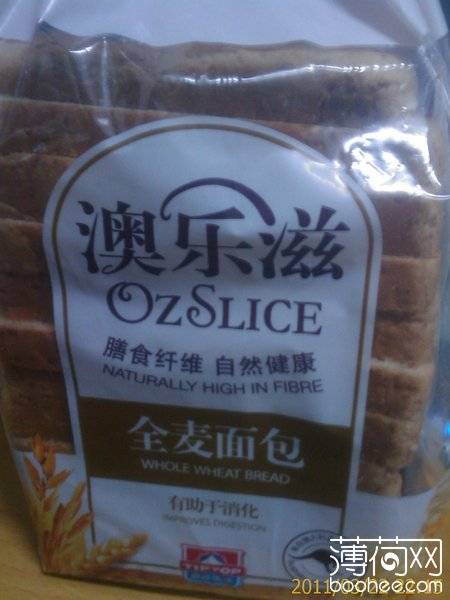 澳乐滋
OZSLICE
膳食纤维 自然健康
NATURALLY HIGH IN FIBRE
全麦面包
WHOLE WHEAT BREAD
有助于消化
IMPROVES DIGESTION
TIPTOP
薄荷网
boohee.com